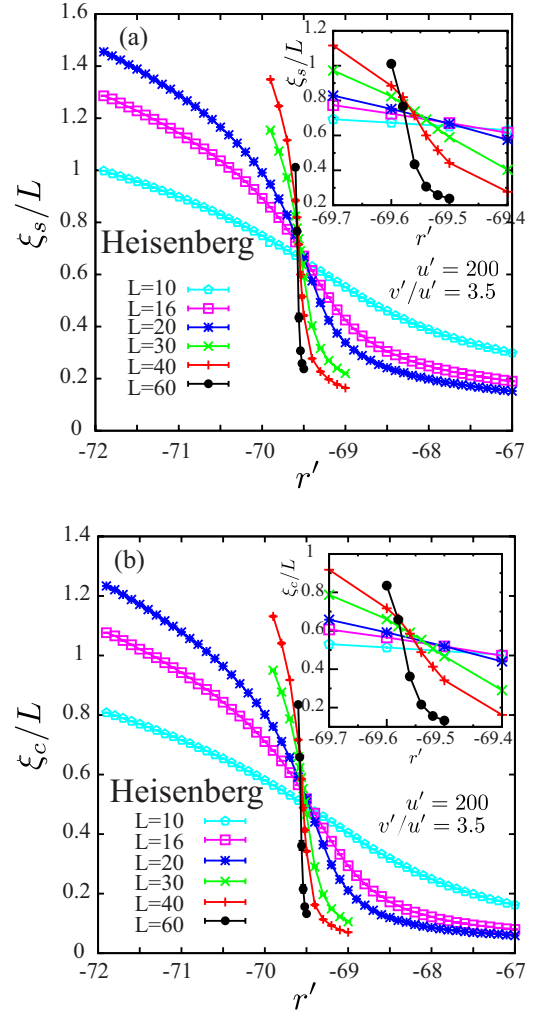 (a)
ξs/L
1.6
1.4
1.2
1
0.8
0.6
0.4
0.2
0
-72 -71 -70 -69 -68 -67
r′
Heisenberg
L=10
L=16
L=20
L=30
L=40
L=60
u′ = 200
v′/u′ = 3.5
ξs/L
1.2
1
0.8
0.6
0.4
0.2
-69.7 -69.6 -69.5 -69.4
r′
(b)
ξc/L
1.4
1.2
1
0.8
0.6
0.4
0.2
0
-72 -71 -70 -69 -68 -67
r′
Heisenberg
L=10
L=16
L=20
L=30
L=40
L=60
u′ = 200
v′/u′ = 3.5
ξc/L
1
0.8
0.6
0.4
0.2
-69.7 -69.6 -69.5 -69.4
r′